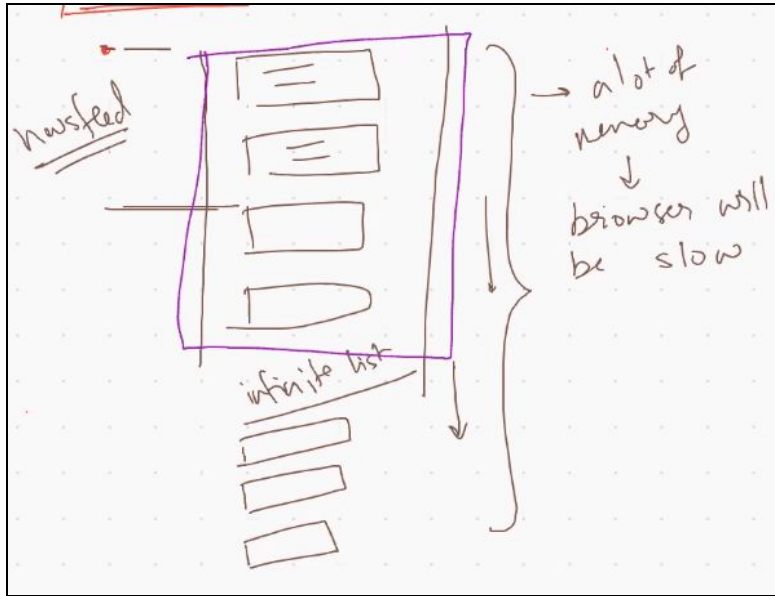 newsfeed
→ a lot of
memory
↓
browser will
be slow
infinite list